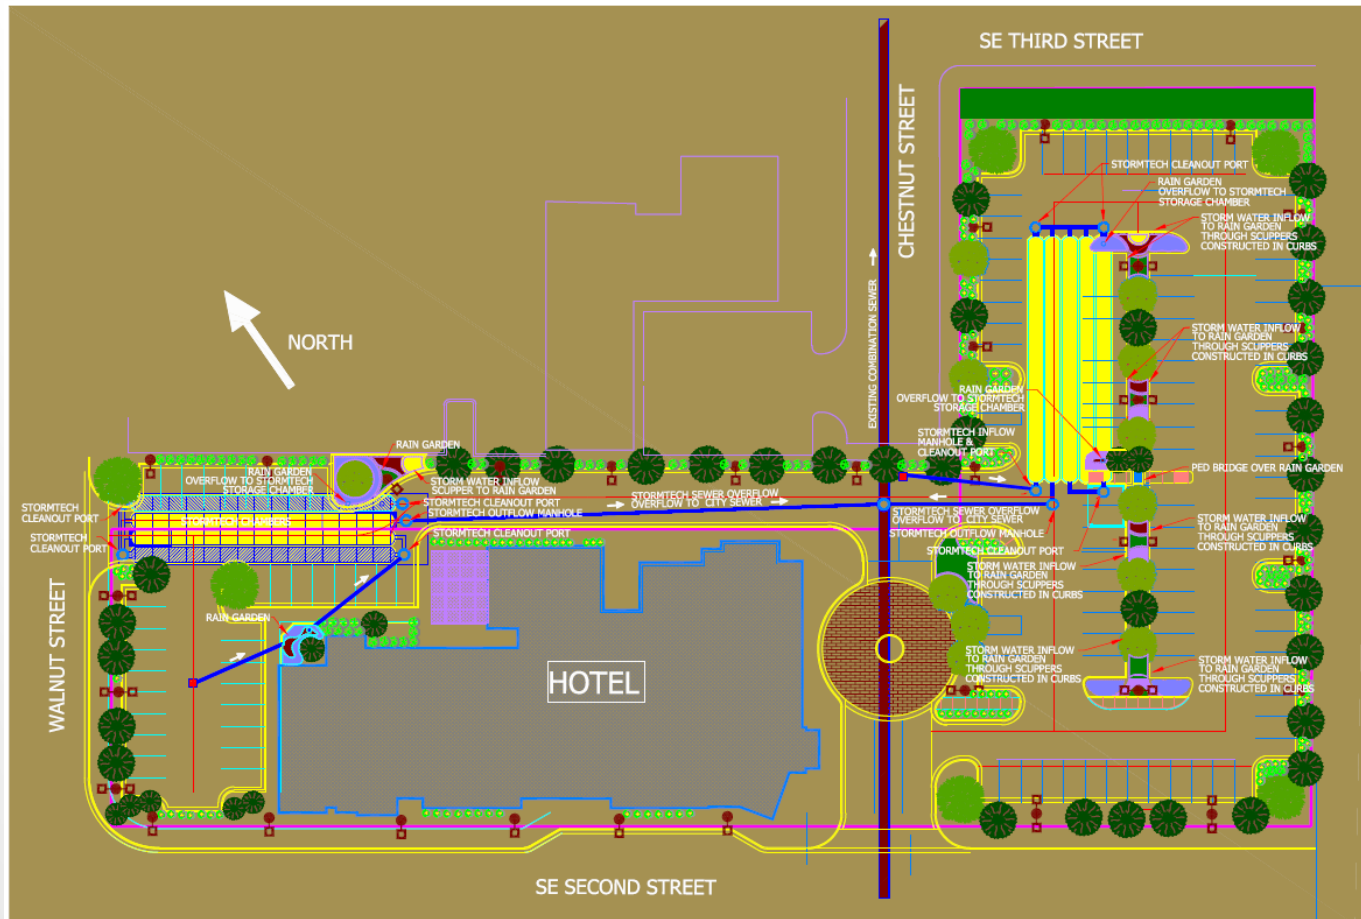 SE THIRD STREET
CHESTNUT STREET
STORMTECH CLEANOUT PORT
RAIN GARDEN
OVERFLOW TO STORMTECH
STORAGE CHAMBER
STORM WATER INFLOW
TO RAIN GARDEN
THROUGH SCUPPERS
CONSTRUCTED IN CURBS
EXISTING COMBINATION SEWER
NORTH
STORM WATER INFLOW
TO RAIN GARDEN
THROUGH SCUPPERS
CONSTRUCTED IN CURBS
RAIN GARDEN
OVERFLOW TO STORMTECH
STORAGE CHAMBER
STORMTECH INFLOW
MANHOLE &
CLEANOUT PORT
RAIN GARDEN
RAIN GARDEN
OVERFLOW TO STORMTECH
STORAGE CHAMBER
STORM WATER INFLOW
SCUPPER TO RAIN GARDEN
PED BRIDGE OVER RAIN GARDEN
STORMTECH
CLEANOUT PORT
STORMTECH CLEANOUT PORT
STORMTECH OUTFLOW MANHOLE
STORMTECH SEWER OVERFLOW
OVERFLOW TO CITY SEWER
STORMTECH CHAMBERS
STORMTECH CLEANOUT PORT
STORMTECH
CLEANOUT PORT
STORMTECH SEWER OVERFLOW
OVERFLOW TO CITY SEWER
STORMTECH OUTFLOW MANHOLE
STORMTECH CLEANOUT PORT
STORM WATER INFLOW
TO RAIN GARDEN
THROUGH SCUPPERS
CONSTRUCTED IN CURBS
STORM WATER INFLOW
TO RAIN GARDEN
THROUGH SCUPPERS
CONSTRUCTED IN CURBS
WALNUT STREET
RAIN GARDEN
HOTEL
STORM WATER INFLOW
TO RAIN GARDEN
THROUGH SCUPPERS
CONSTRUCTED IN CURBS
STORM WATER INFLOW
TO RAIN GARDEN
THROUGH SCUPPERS
CONSTRUCTED IN CURBS
SE SECOND STREET